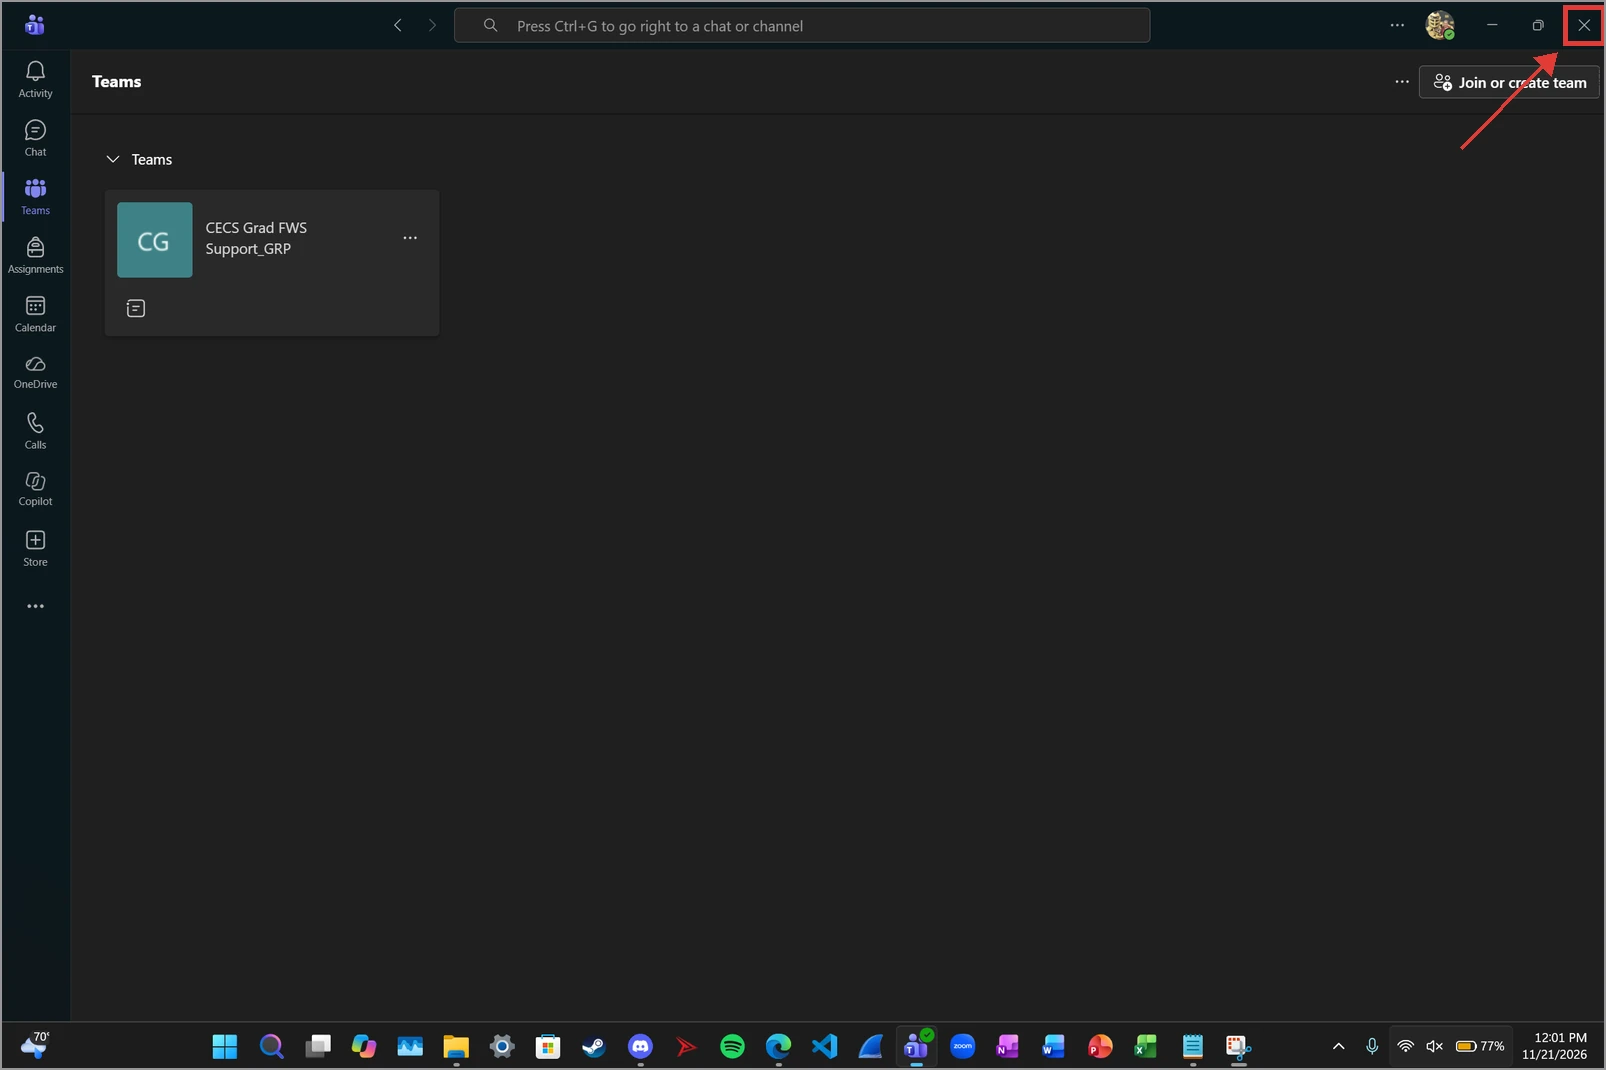 Press Ctrl+G to go right to a chat or channel
Activity
Chat
Teams
Assignments
Calendar
OneDrive
Calls
Copilot
Store
Teams
Join or create team
Teams
CG
CECS Grad FWS
Support_GRP
70°
zoom
77%
12:01 PM
11/21/2026